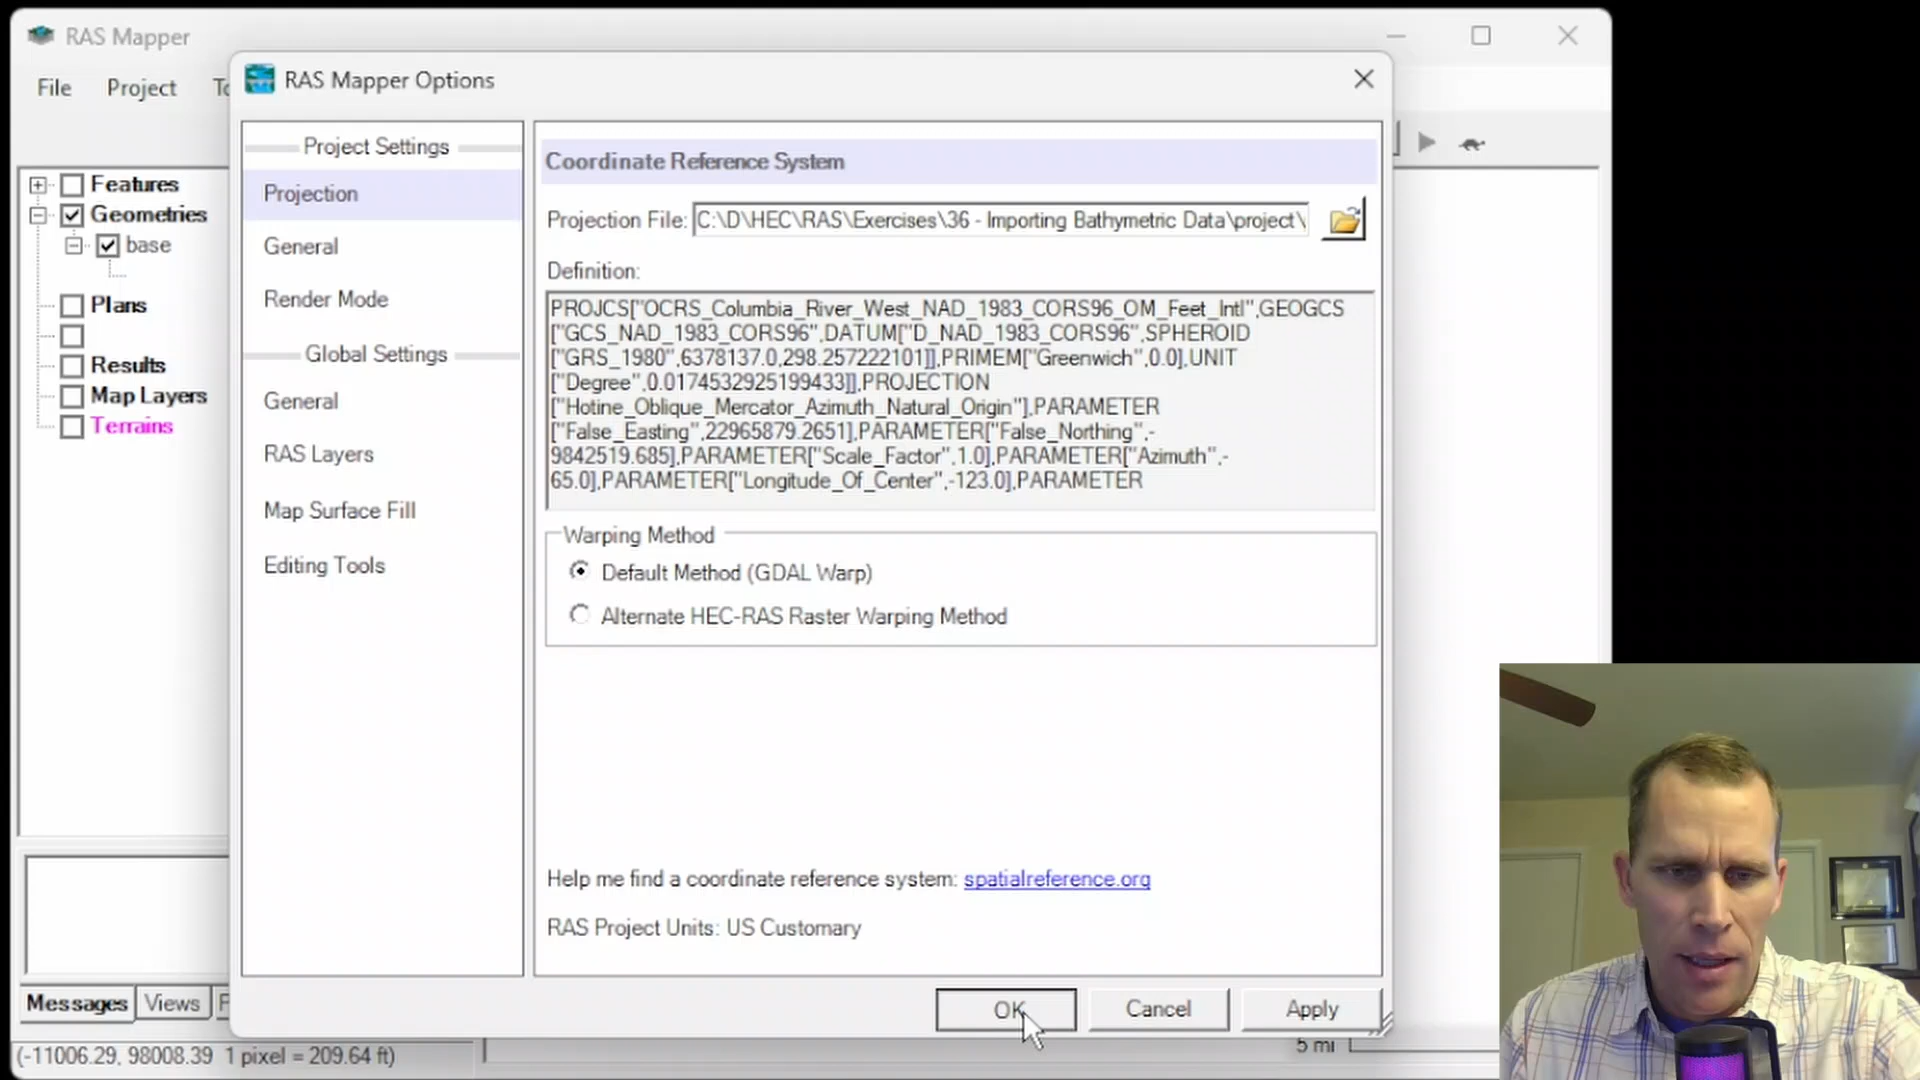 RAS Mapper
File Project
RAS Mapper Options
Project Settings
Projection
General
Render Mode
Global Settings
General
RAS Layers
Map Surface Fill
Editing Tools
Features
Geometries
base
Plans
Results
Map Layers
Terrains
Coordinate Reference System
Projection File: C:\D\HEC\RAS\Exercises\36 - Importing Bathymetric Data\project\
Definition:
PROJCS["OCRS_Columbia_River_West_NAD_1983_CORS96_OM_Feet_Intl",GEOGCS
["GCS_NAD_1983_CORS96",DATUM["D_NAD_1983_CORS96",SPHEROID
["GRS_1980",6378137.0,298.257222101]],PRIMEM["Greenwich",0.0],UNIT
["Degree",0.0174532925199433]],PROJECTION
["Hotine_Oblique_Mercator_Azimuth_Natural_Origin"],PARAMETER
["False_Easting",22965879.2651],PARAMETER["False_Northing",-
9842519.685],PARAMETER["Scale_Factor",1.0],PARAMETER["Azimuth",-
65.0],PARAMETER["Longitude_Of_Center",-123.0],PARAMETER
Warping Method
Default Method (GDAL Warp)
Alternate HEC-RAS Raster Warping Method
Help me find a coordinate reference system: spatialreference.org
RAS Project Units: US Customary
OK Cancel Apply
Messages Views
(-11006.29, 98008.39 1 pixel = 209.64 ft)
5 mi